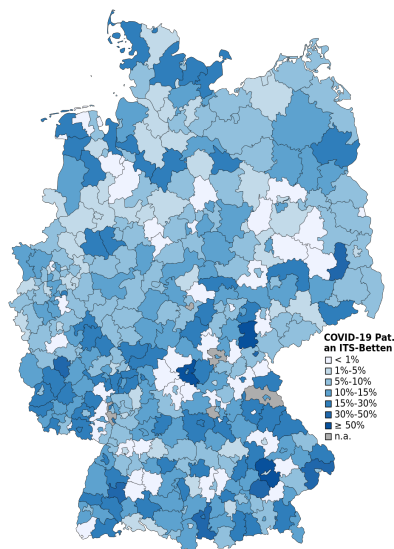 COVID-19 Pat.
an ITS-Betten
< 1%
1%-5%
5%-10%
10%-15%
15%-30%
30%-50%
≥ 50%
n.a.